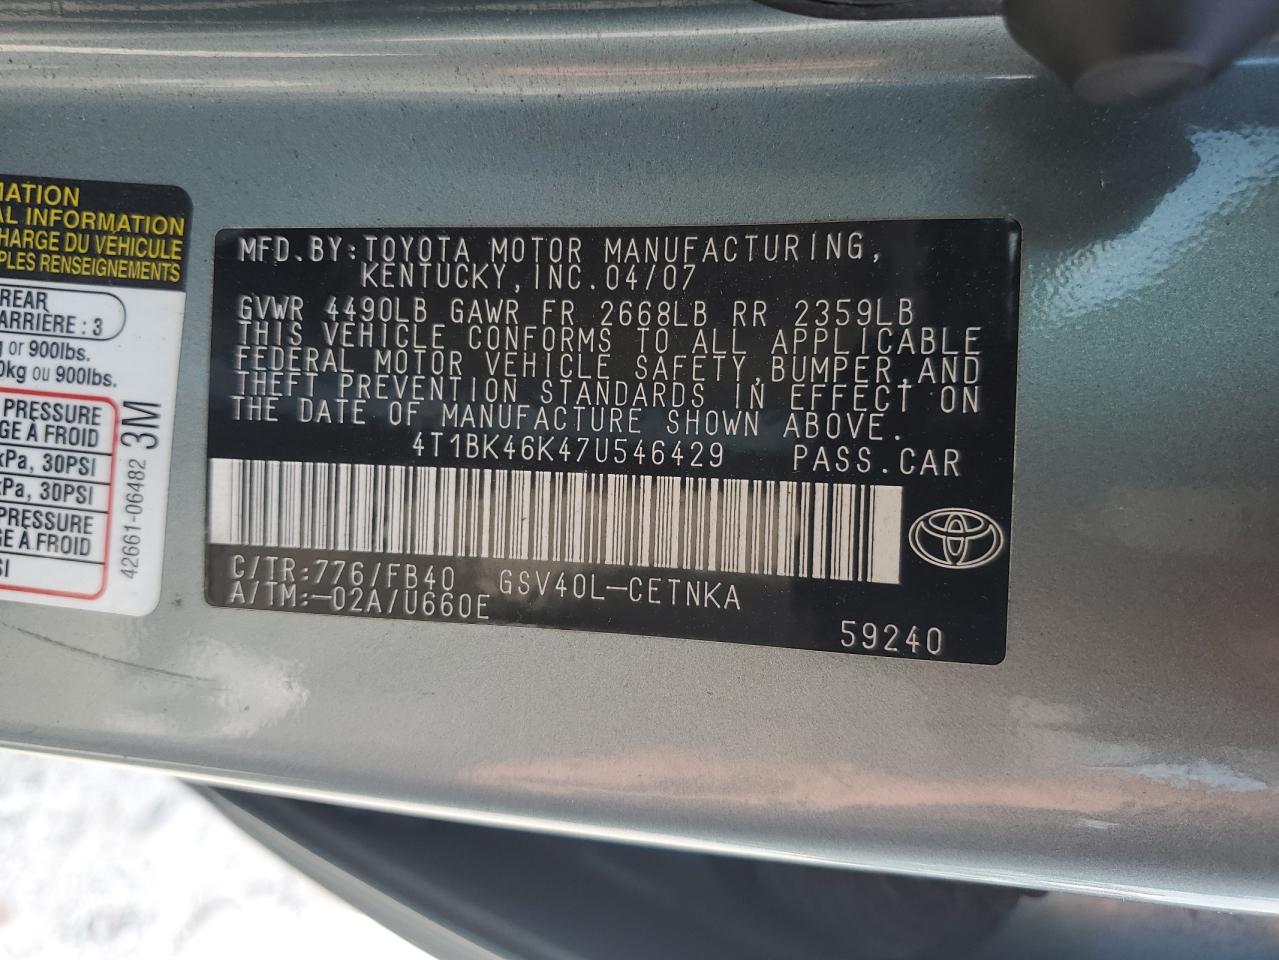 MATION
AL INFORMATION
CHARGE DU VÉHICULE
PLES RENSEIGNEMENTS
REAR
ARRIÈRE : 3
g or 900lbs.
0kg ou 900lbs.
PRESSURE
GE À FROID
kPa, 30PSI
kPa, 30PSI
PRESSURE
GE À FROID
SI
42661-06482 3M
MFD.BY:TOYOTA MOTOR MANUFACTURING,
KENTUCKY, INC. 04/07
GVWR 4490LB GAWR FR 2668LB RR 2359LB
THIS VEHICLE CONFORMS TO ALL APPLICABLE
FEDERAL MOTOR VEHICLE SAFETY,BUMPER,AND
THEFT PREVENTION STANDARDS IN EFFECT ON
THE DATE OF MANUFACTURE SHOWN ABOVE.
4T1BK46K47U546429 PASS.CAR
C/TR:776/FB40 GSV40L-CETNKA
A/TM:-02A/U660E
59240